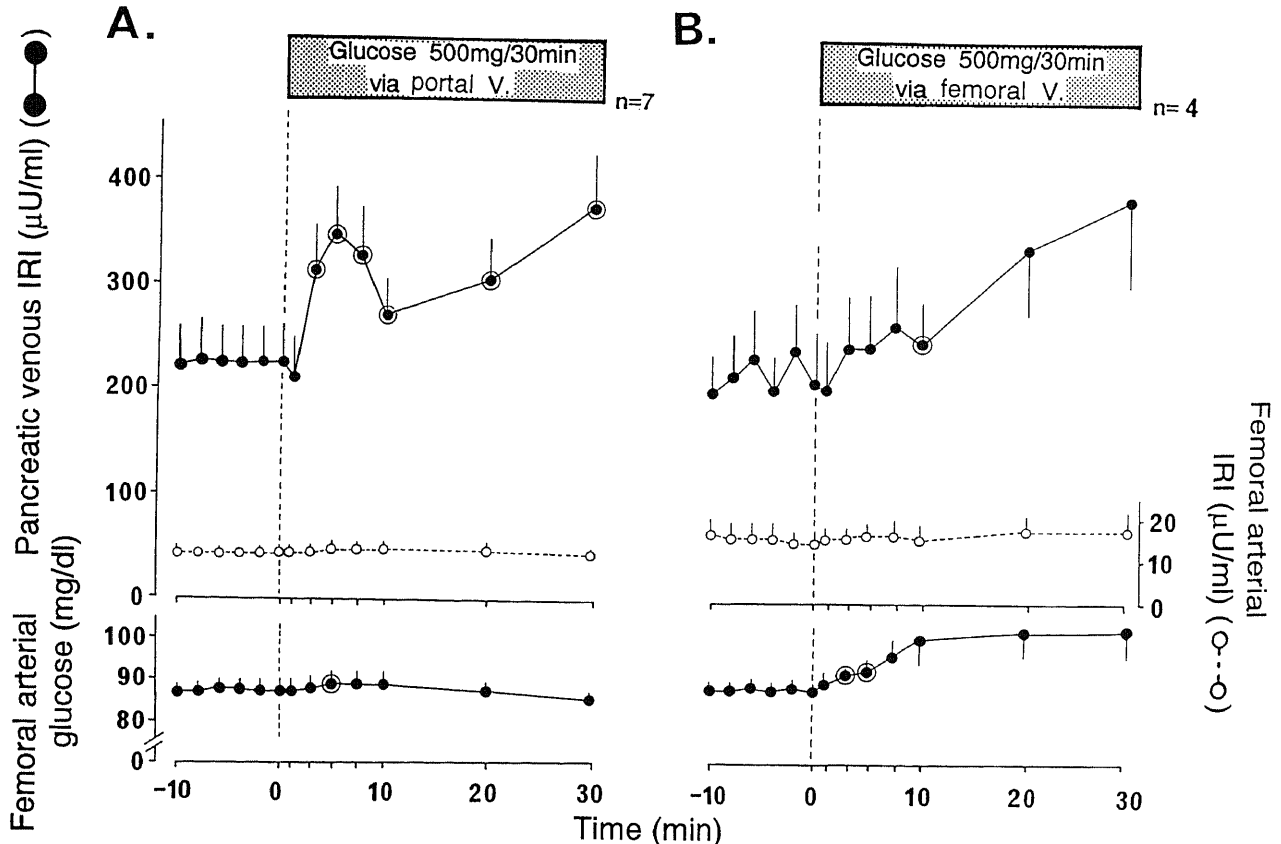 A.
Glucose 500mg/30min
via portal V.
n=7
B.
Glucose 500mg/30min
via femoral V.
n= 4
Pancreatic venous IRI (μU/ml) (●—●)
400
300
200
100
0
Femoral arterial
glucose (mg/dl)
100
90
80
0
Femoral arterial
IRI (μU/ml) (○--○)
20
10
0
−10
0
10
20
30
−10
0
10
20
30
Time (min)